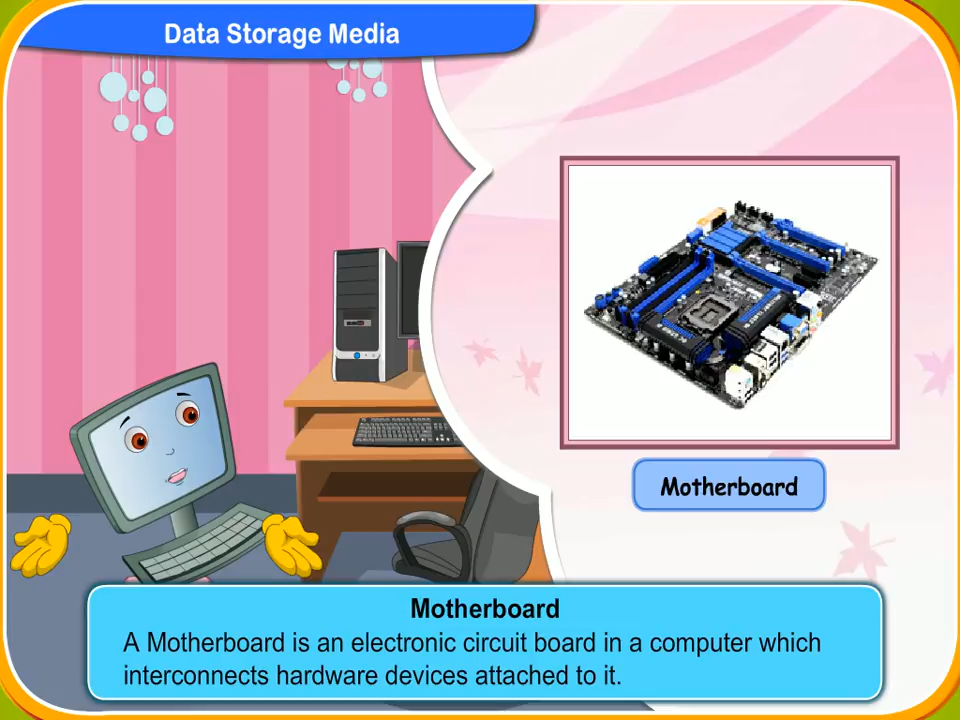 Data Storage Media
Motherboard
Motherboard
A Motherboard is an electronic circuit board in a computer which
interconnects hardware devices attached to it.